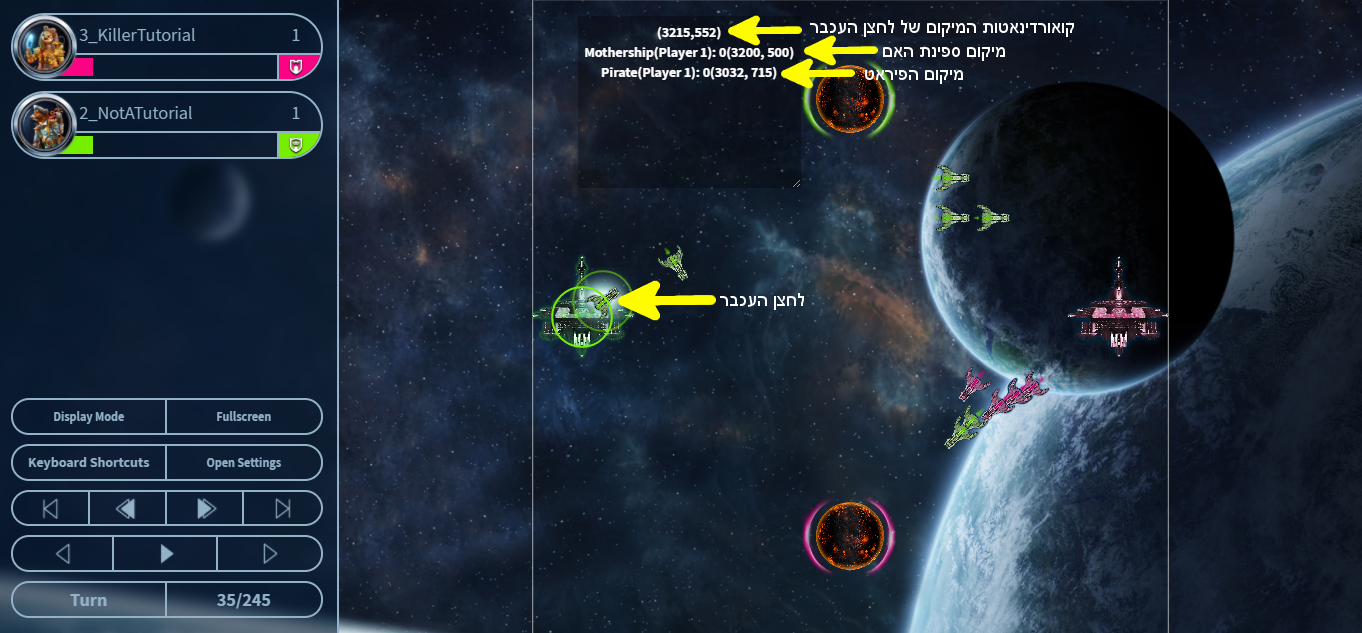 3_KillerTutorial 1
2_NotATutorial 1
(3215,552)
קואורדינאטות המיקום של לחצן העכבר
Mothership(Player 1): 0(3200, 500)
מיקום ספינת האם
Pirate(Player 1): 0(3032, 715)
מיקום הפיראט
לחצן העכבר
Display Mode
Fullscreen
Keyboard Shortcuts
Open Settings
Turn
35/245